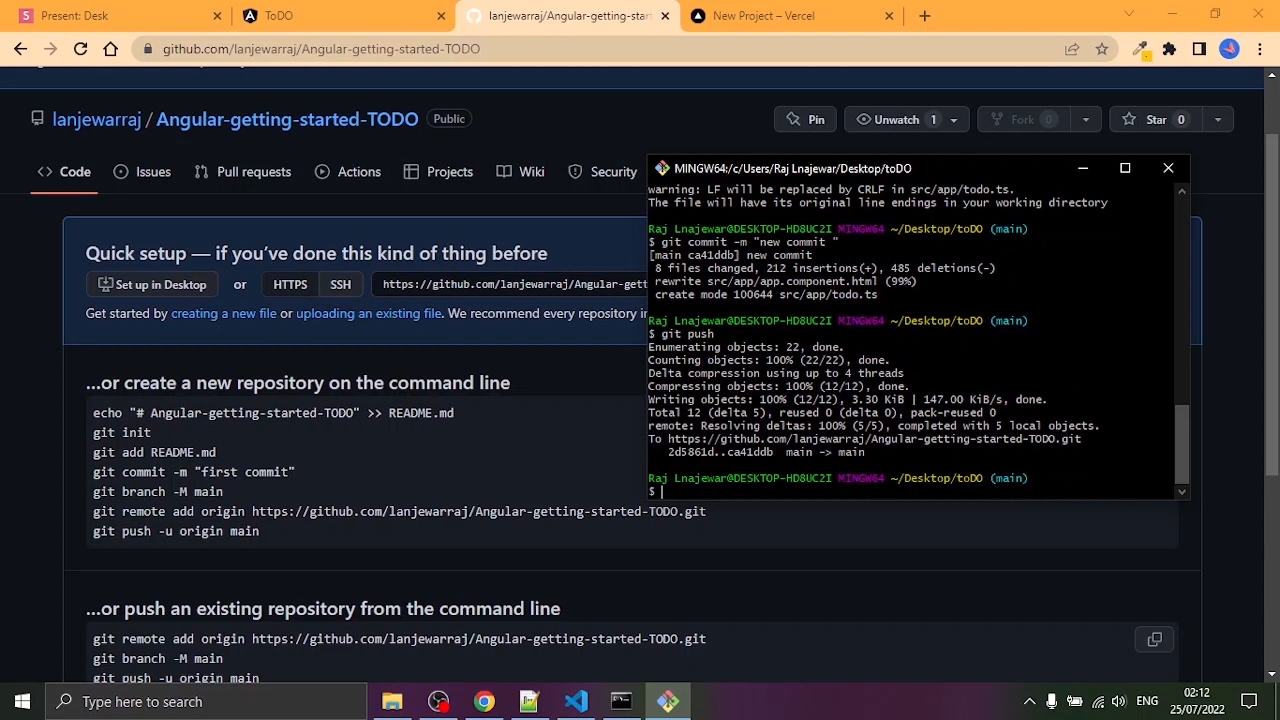 Present: Desk
ToDO
lanjewarraj/Angular-getting-start
New Project – Vercel
github.com/lanjewarraj/Angular-getting-started-TODO
lanjewarraj / Angular-getting-started-TODO Public
Pin
Unwatch 1
Fork 0
Star 0
Code
Issues
Pull requests
Actions
Projects
Wiki
Security
Quick setup — if you’ve done this kind of thing before
Set up in Desktop
or
HTTPS
SSH
https://github.com/lanjewarraj/Angular-gett
Get started by creating a new file or uploading an existing file. We recommend every repository in
...or create a new repository on the command line
echo "# Angular-getting-started-TODO" >> README.md
git init
git add README.md
git commit -m "first commit"
git branch -M main
git remote add origin https://github.com/lanjewarraj/Angular-getting-started-TODO.git
git push -u origin main
...or push an existing repository from the command line
git remote add origin https://github.com/lanjewarraj/Angular-getting-started-TODO.git
git branch -M main
git push -u origin main
MINGW64:/c/Users/Raj Lnajewar/Desktop/toDO
warning: LF will be replaced by CRLF in src/app/todo.ts.
The file will have its original line endings in your working directory
Raj Lnajewar@DESKTOP-HD8UC2I MINGW64 ~/Desktop/toDO (main)
$ git commit -m "new commit "
[main ca41ddb] new commit
8 files changed, 212 insertions(+), 485 deletions(-)
rewrite src/app/app.component.html (99%)
create mode 100644 src/app/todo.ts
Raj Lnajewar@DESKTOP-HD8UC2I MINGW64 ~/Desktop/toDO (main)
$ git push
Enumerating objects: 22, done.
Counting objects: 100% (22/22), done.
Delta compression using up to 4 threads
Compressing objects: 100% (12/12), done.
Writing objects: 100% (12/12), 3.30 KiB | 147.00 KiB/s, done.
Total 12 (delta 5), reused 0 (delta 0), pack-reused 0
remote: Resolving deltas: 100% (5/5), completed with 5 local objects.
To https://github.com/lanjewarraj/Angular-getting-started-TODO.git
2d5861d..ca41ddb main -> main
Raj Lnajewar@DESKTOP-HD8UC2I MINGW64 ~/Desktop/toDO (main)
$
Type here to search
ENG
02:12
25/07/2022